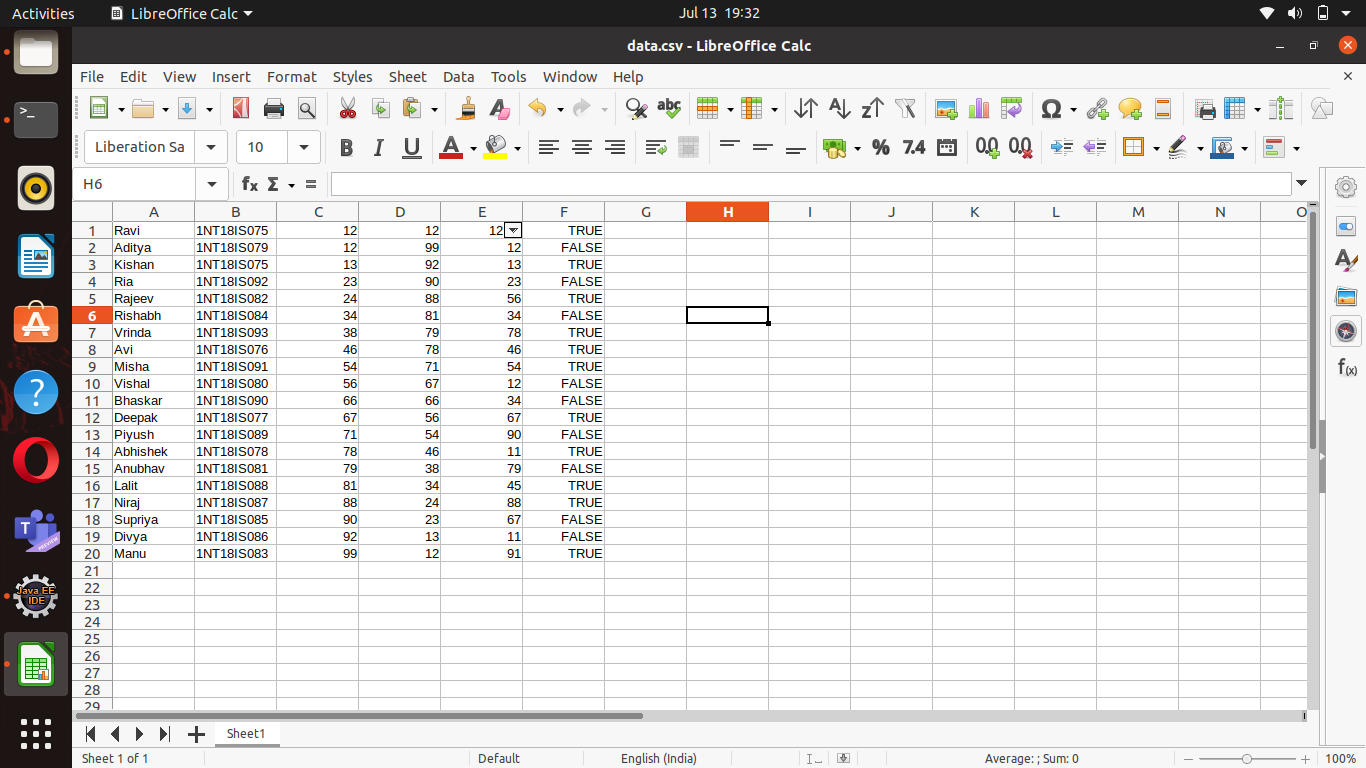 Activities LibreOffice Calc Jul 13 19:32
data.csv - LibreOffice Calc
File Edit View Insert Format Styles Sheet Data Tools Window Help
Liberation Sa 10
H6
A B C D E F G H I J K L M N O
1 Ravi 1NT18IS075 12 12 12 TRUE
2 Aditya 1NT18IS079 12 99 12 FALSE
3 Kishan 1NT18IS075 13 92 13 TRUE
4 Ria 1NT18IS092 23 90 23 FALSE
5 Rajeev 1NT18IS082 24 88 56 TRUE
6 Rishabh 1NT18IS084 34 81 34 FALSE
7 Vrinda 1NT18IS093 38 79 78 TRUE
8 Avi 1NT18IS076 46 78 46 TRUE
9 Misha 1NT18IS091 54 71 54 TRUE
10 Vishal 1NT18IS080 56 67 12 FALSE
11 Bhaskar 1NT18IS090 66 66 34 FALSE
12 Deepak 1NT18IS077 67 56 67 TRUE
13 Piyush 1NT18IS089 71 54 90 FALSE
14 Abhishek 1NT18IS078 78 46 11 TRUE
15 Anubhav 1NT18IS081 79 38 79 FALSE
16 Lalit 1NT18IS088 81 34 45 TRUE
17 Niraj 1NT18IS087 88 24 88 TRUE
18 Supriya 1NT18IS085 90 23 67 FALSE
19 Divya 1NT18IS086 92 13 11 FALSE
20 Manu 1NT18IS083 99 12 91 TRUE
21
22
23
24
25
26
27
28
29
Java EE
IDE
Sheet1
Sheet 1 of 1 Default English (India) Average: ; Sum: 0 100%